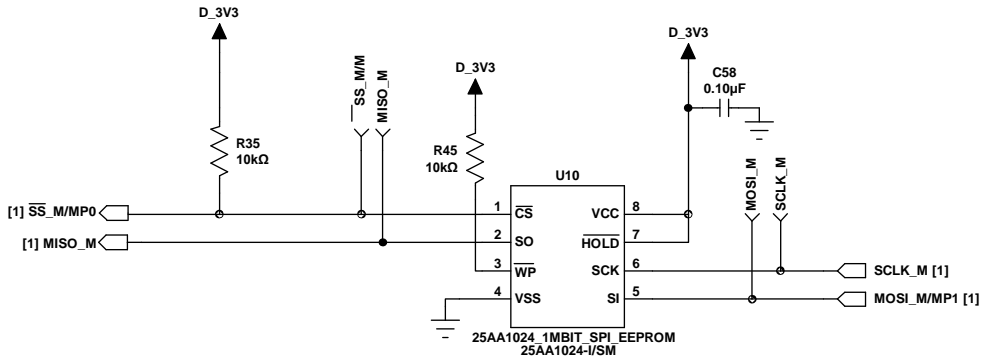 D_3V3
D_3V3
D_3V3
SS_M/M
MISO_M
C58
0.10µF
R35
10kΩ
R45
10kΩ
MOSI_M
SCLK_M
U10
[1] SS_M/MP0
1 CS
VCC 8
[1] MISO_M
2 SO
HOLD 7
3 WP
SCK 6
SCLK_M [1]
4 VSS
SI 5
MOSI_M/MP1 [1]
25AA1024_1MBIT_SPI_EEPROM
25AA1024-I/SM